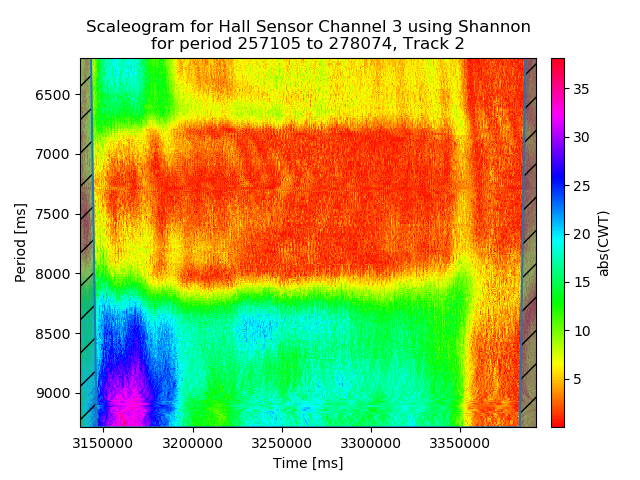 Scaleogram for Hall Sensor Channel 3 using Shannon
for period 257105 to 278074, Track 2
6500
7000
7500
8000
8500
9000
Period [ms]
3150000 3200000 3250000 3300000 3350000
Time [ms]
35
30
25
20
15
10
5
abs(CWT)